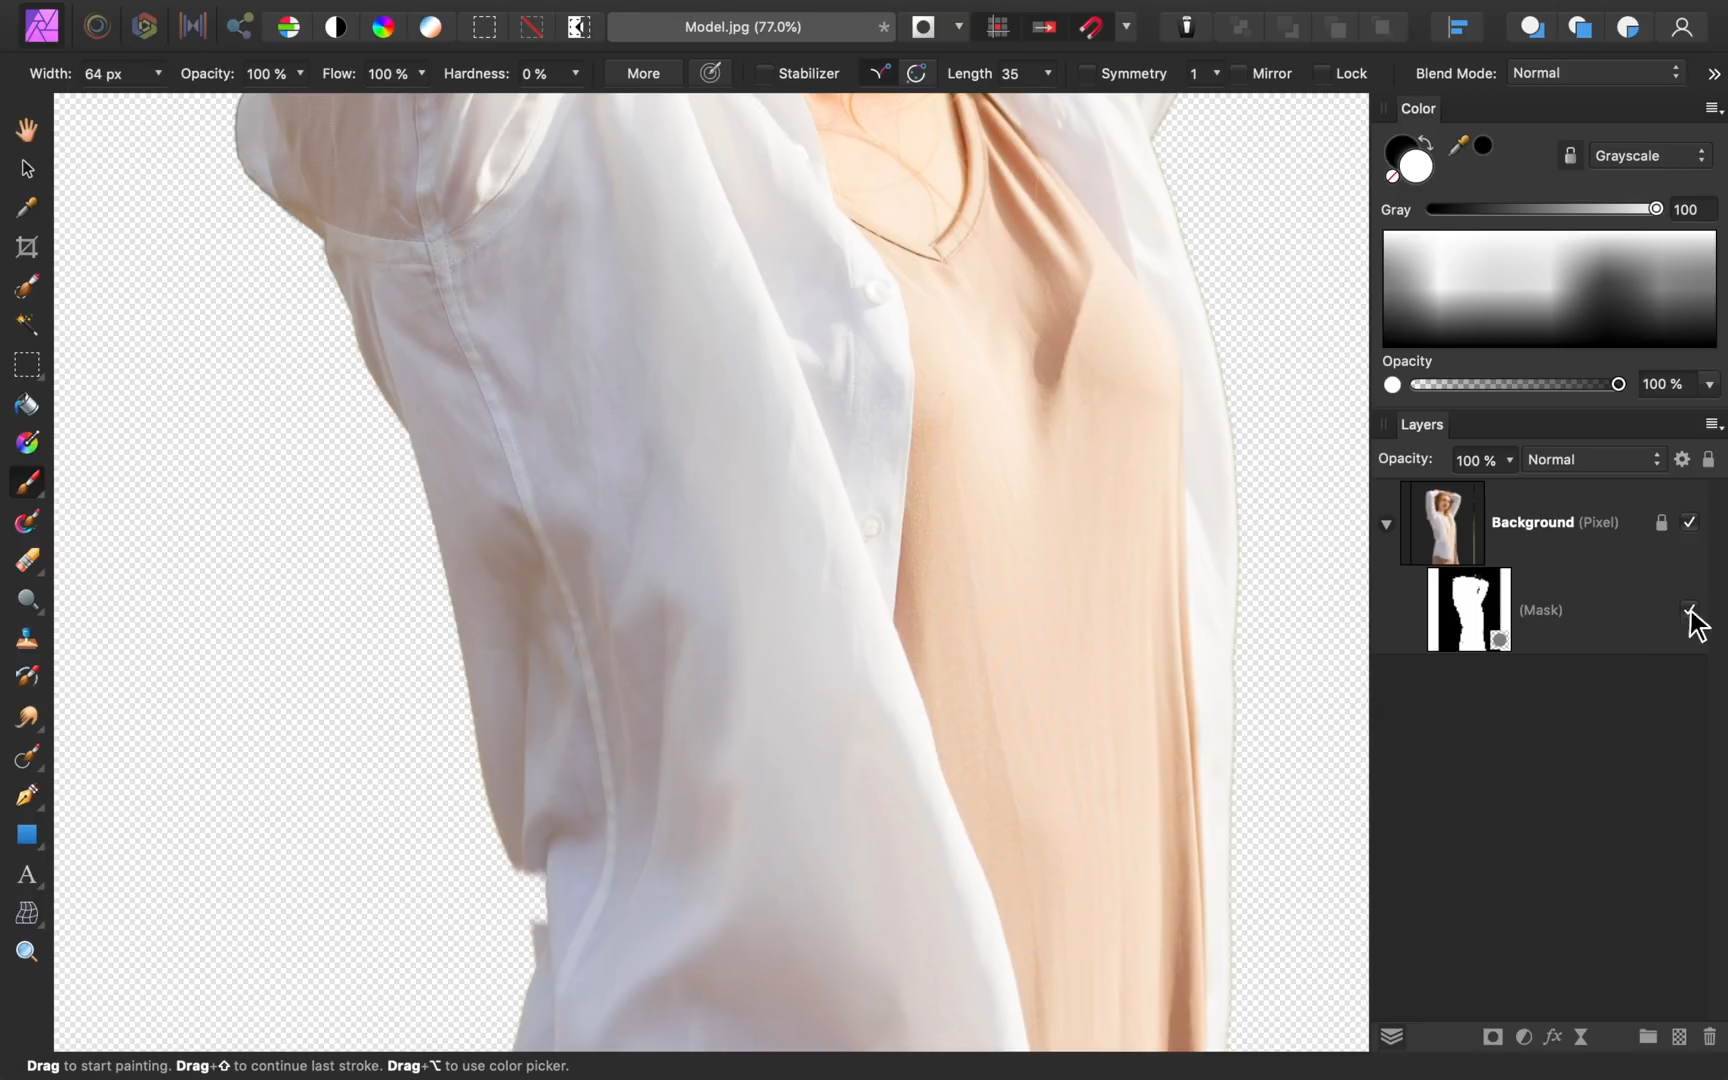 Model.jpg (77.0%)
*
Width: 64 px Opacity: 100 % Flow: 100 % Hardness: 0 % More Stabilizer Length 35 Symmetry 1 Mirror Lock Blend Mode: Normal
Color
Grayscale
Gray 100
Opacity
100 %
Layers
Opacity: 100 % Normal
Background (Pixel)
(Mask)
A
fx
Drag to start painting. Drag+⇧ to continue last stroke. Drag+⌥ to use color picker.